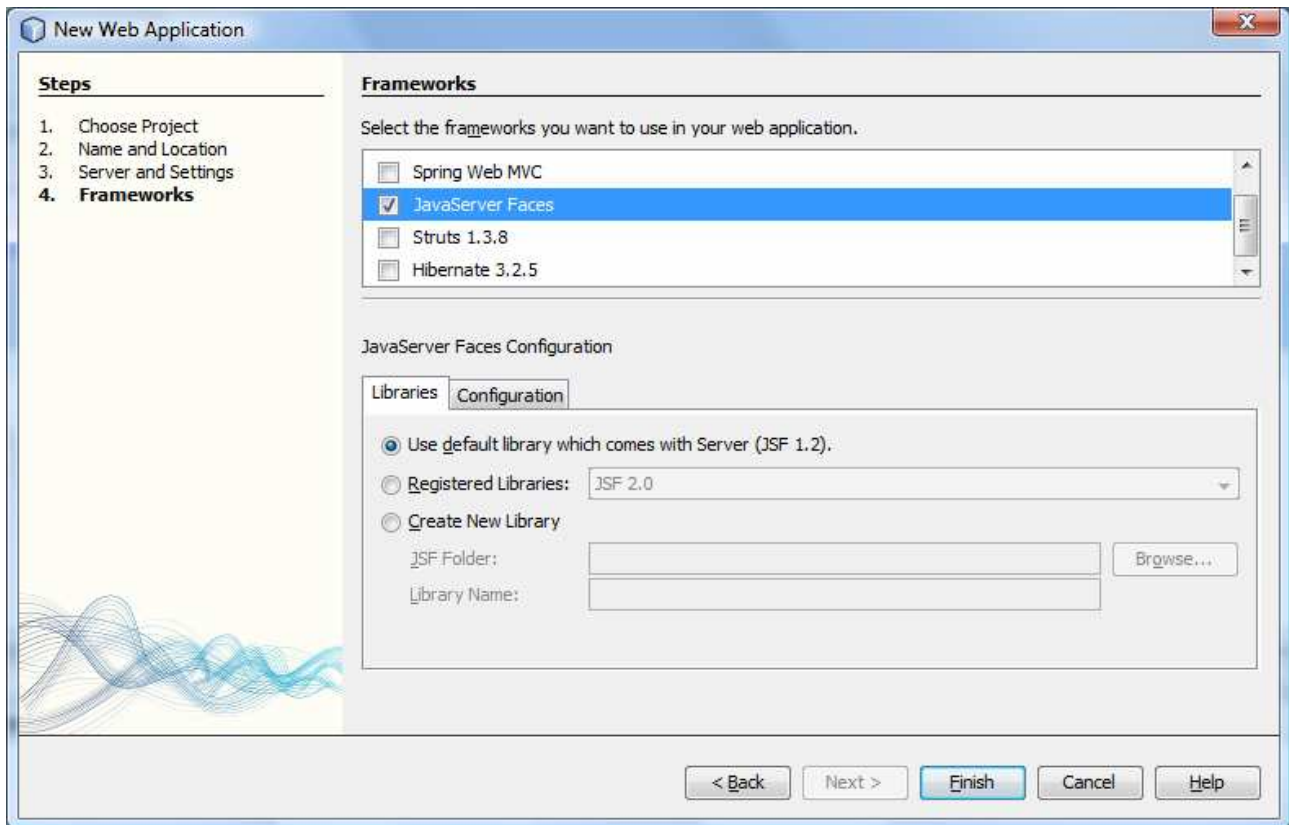 New Web Application
Steps
1. Choose Project
2. Name and Location
3. Server and Settings
4. Frameworks
Frameworks
Select the frameworks you want to use in your web application.
Spring Web MVC
JavaServer Faces
Struts 1.3.8
Hibernate 3.2.5
JavaServer Faces Configuration
Libraries Configuration
Use default library which comes with Server (JSF 1.2).
Registered Libraries: JSF 2.0
Create New Library
JSF Folder: Browse...
Library Name:
< Back Next > Finish Cancel Help